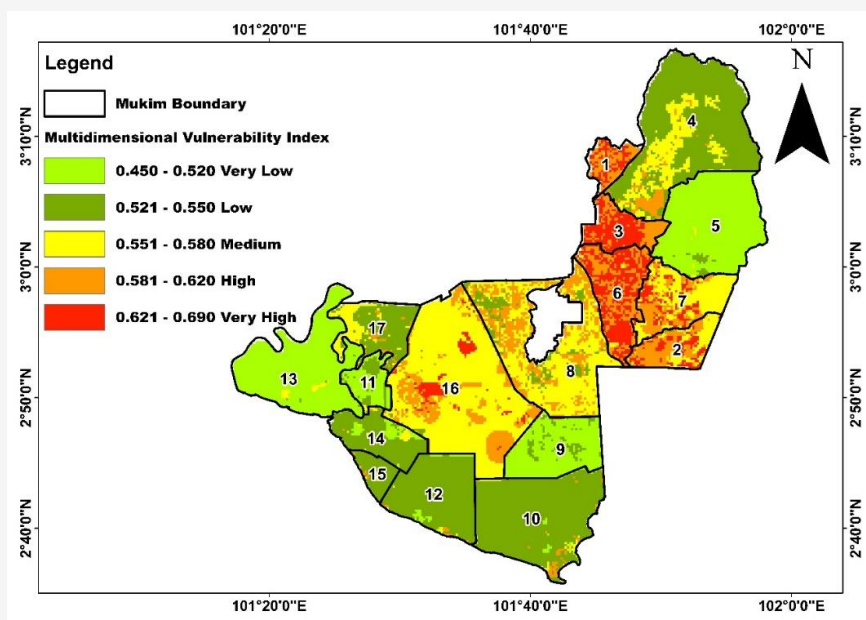 101°20'0"E 101°40'0"E 102°0'0"E
Legend
Mukim Boundary
Multidimensional Vulnerability Index
0.450 - 0.520 Very Low
0.521 - 0.550 Low
0.551 - 0.580 Medium
0.581 - 0.620 High
0.621 - 0.690 Very High
N
3°10'0"N 3°10'0"N
3°0'0"N 3°0'0"N
2°50'0"N 2°50'0"N
2°40'0"N 2°40'0"N
4
1
5
3
6
7
17
2
8
13
11
16
14
9
15
12
10
101°20'0"E 101°40'0"E 102°0'0"E